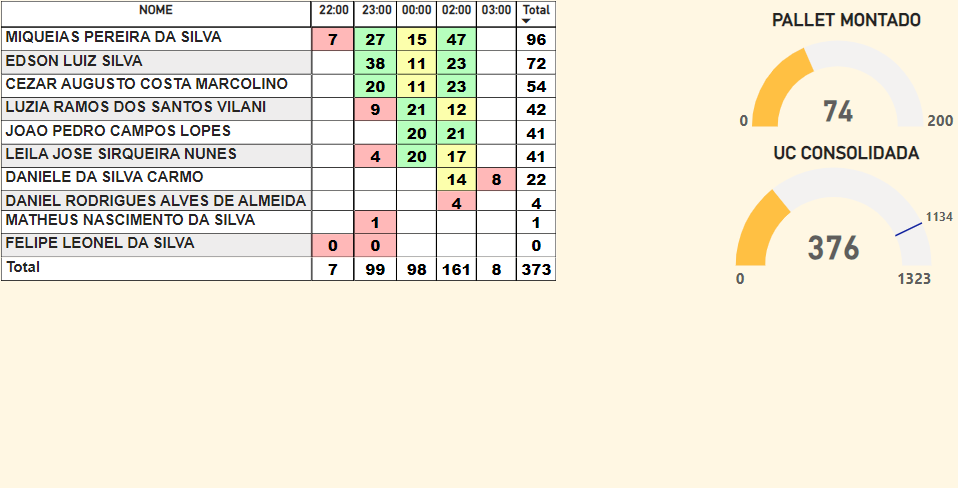 NOME 22:00 23:00 00:00 02:00 03:00 Total
MIQUEIAS PEREIRA DA SILVA 7 27 15 47 96
EDSON LUIZ SILVA 38 11 23 72
CEZAR AUGUSTO COSTA MARCOLINO 20 11 23 54
LUZIA RAMOS DOS SANTOS VILANI 9 21 12 42
JOAO PEDRO CAMPOS LOPES 20 21 41
LEILA JOSE SIRQUEIRA NUNES 4 20 17 41
DANIELE DA SILVA CARMO 14 8 22
DANIEL RODRIGUES ALVES DE ALMEIDA 4 4
MATHEUS NASCIMENTO DA SILVA 1 1
FELIPE LEONEL DA SILVA 0 0 0
Total 7 99 98 161 8 373
PALLET MONTADO
74
0 200
UC CONSOLIDADA
1134
376
0 1323